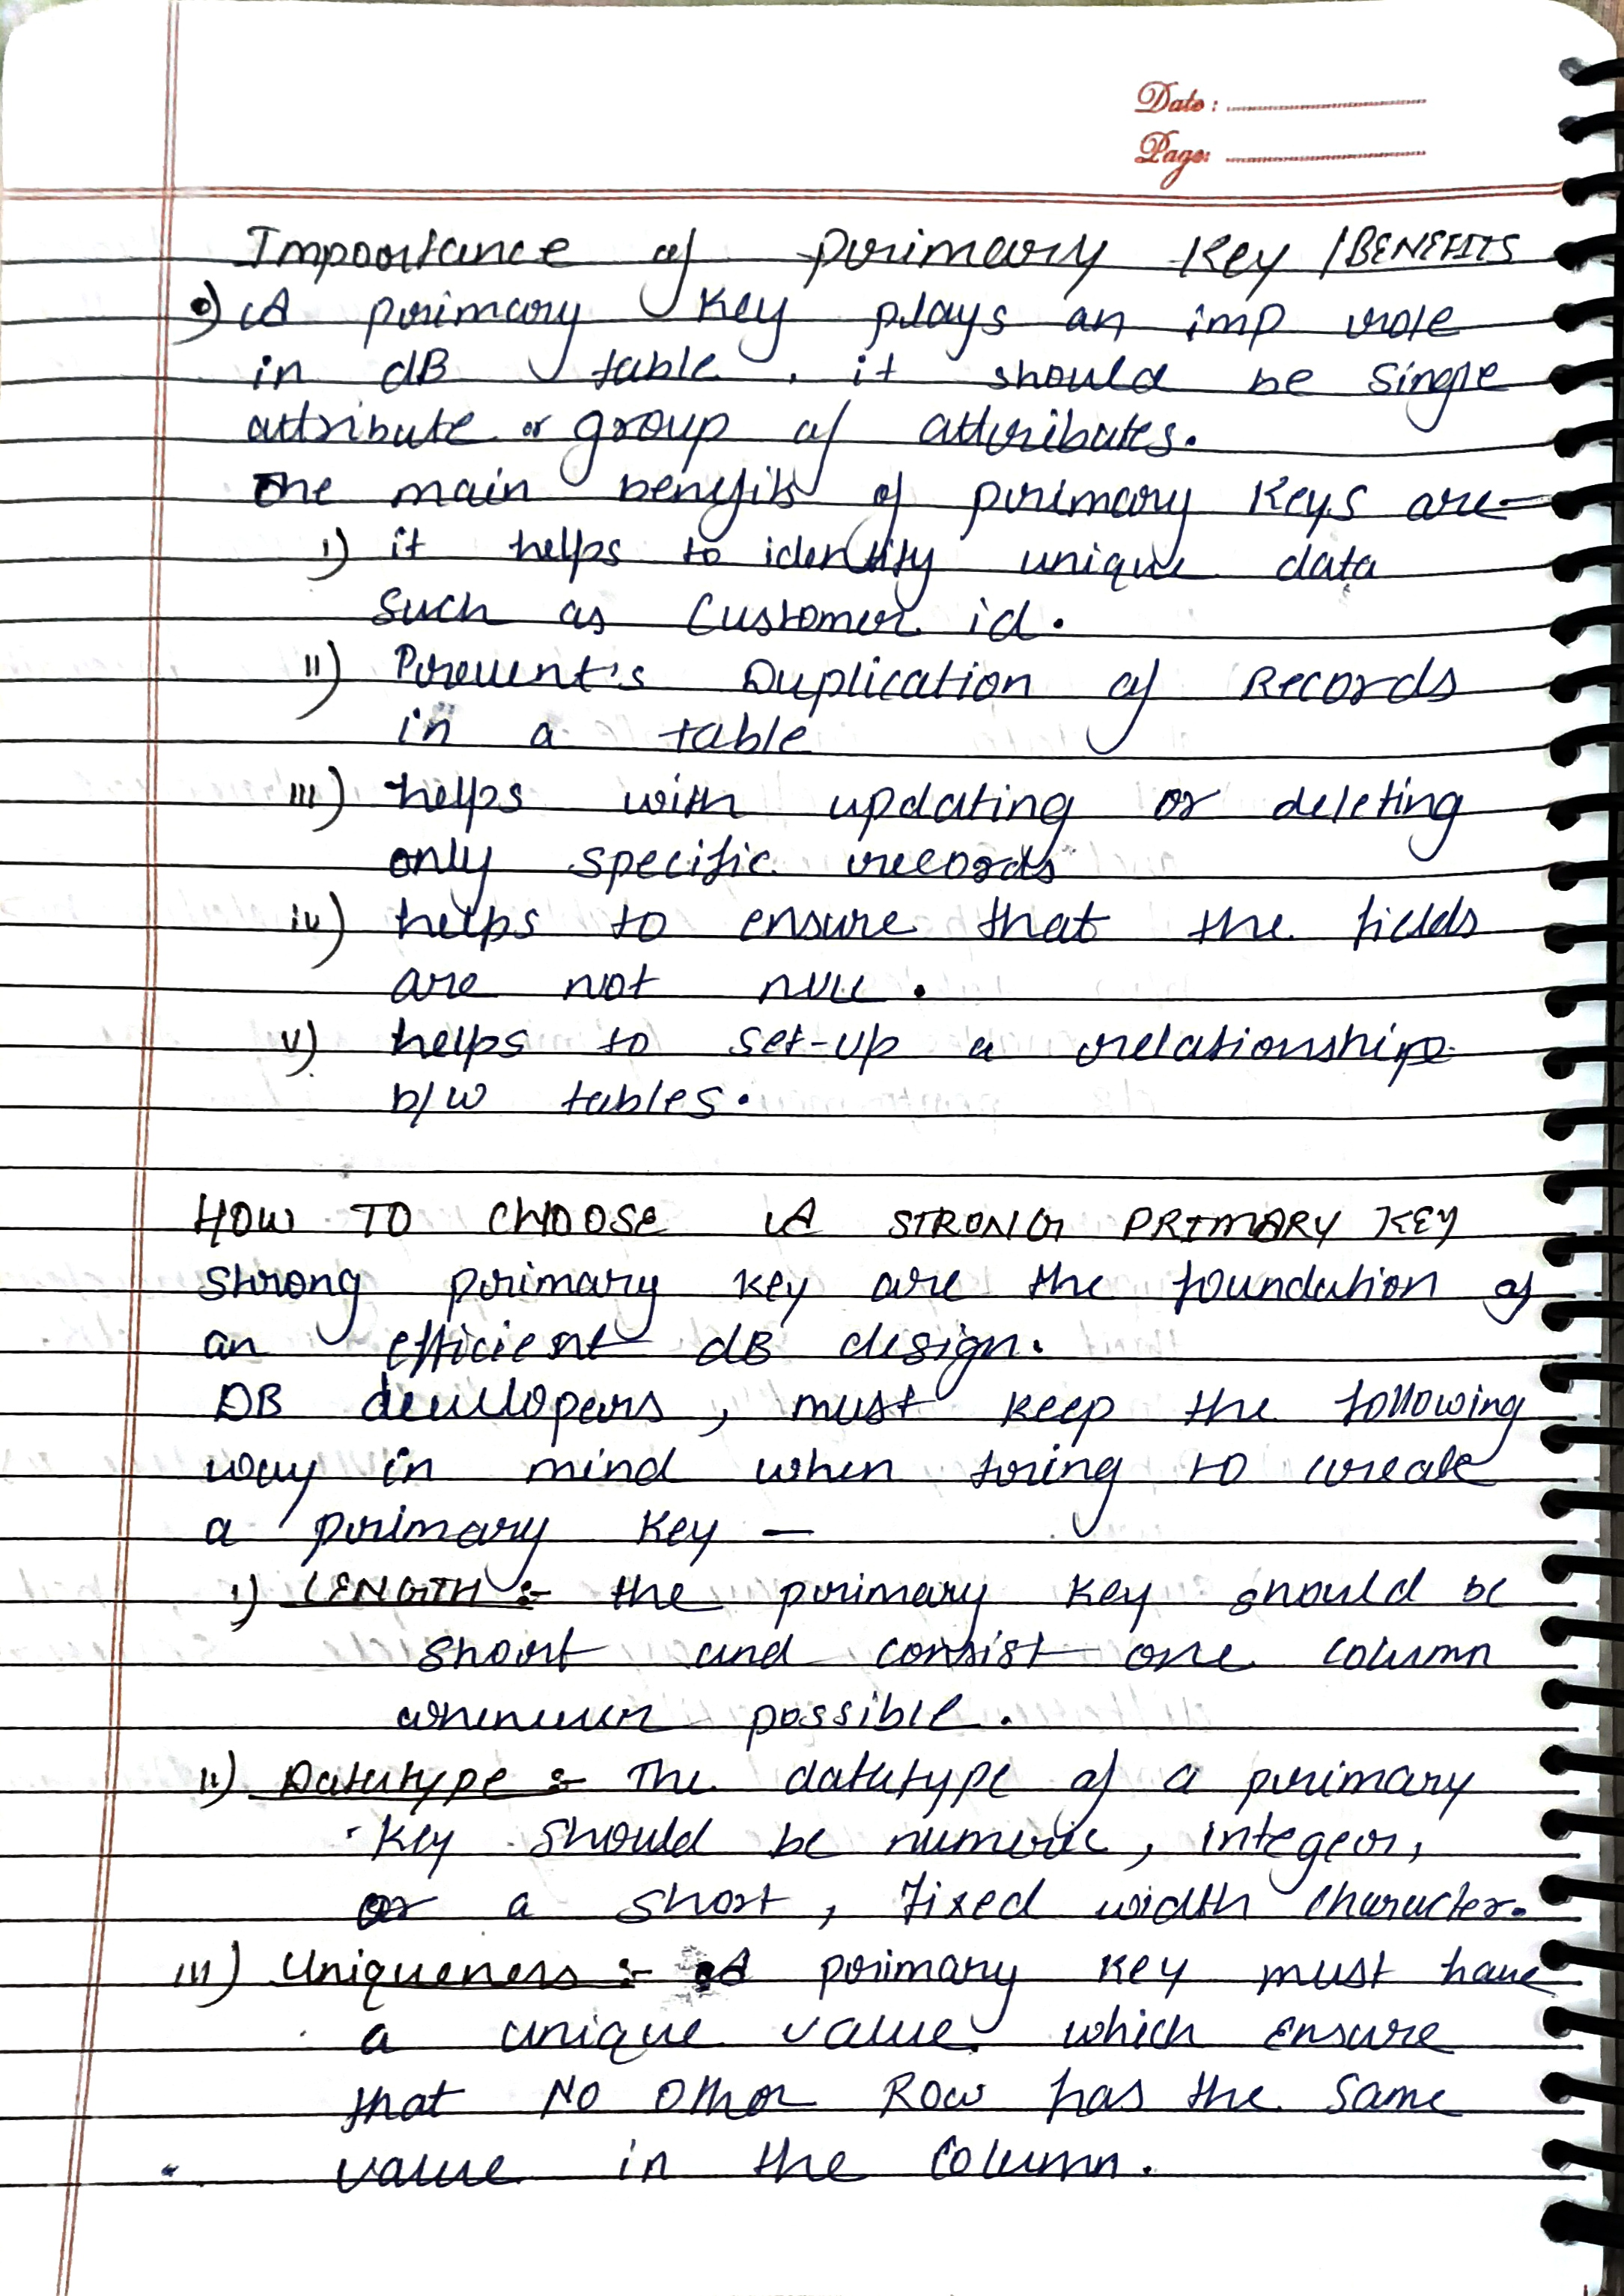 Date :
Page:
Importance of primary Key / BENEFITS
•) A primary key plays an imp role
in dB table. it should be single
attribute or group of attributes.
The main benefits of primary Keys are-
i) it helps to identify unique data
such as Customer id.
ii) Prevent's Duplication of Records
in a table
iii) helps with updating or deleting
only specific records
iv) helps to ensure that the fields
are not null.
v) helps to set-up a relationship
b/w tables.
HOW TO CHOOSE A STRONG PRIMARY KEY
Strong primary key are the foundation of
an efficient dB design.
DB developers, must keep the following
way in mind when tring to create
a primary key —
i) LENGTH :- the primary key should be
short and consist one column
whenever possible.
ii) Datatype :- The datatype of a primary
key should be numeric, integer,
or a short, fixed width character.
iii) Uniqueness :- A primary key must have
a unique value which ensure
that No Other Row has the same
value in the column.